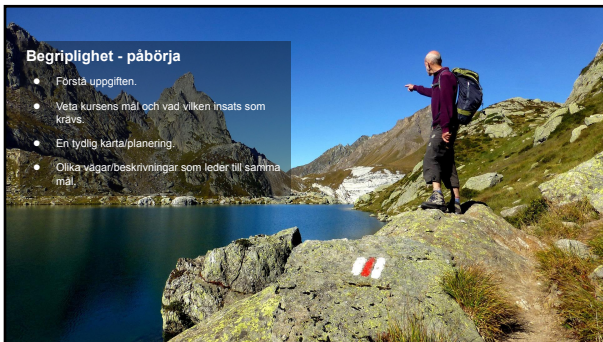 Begriplighet - påbörja
● Förstå uppgiften.
● Veta kursens mål och vad vilken insats som
krävs.
● En tydlig karta/planering.
● Olika vägar/beskrivningar som leder till samma
mål.